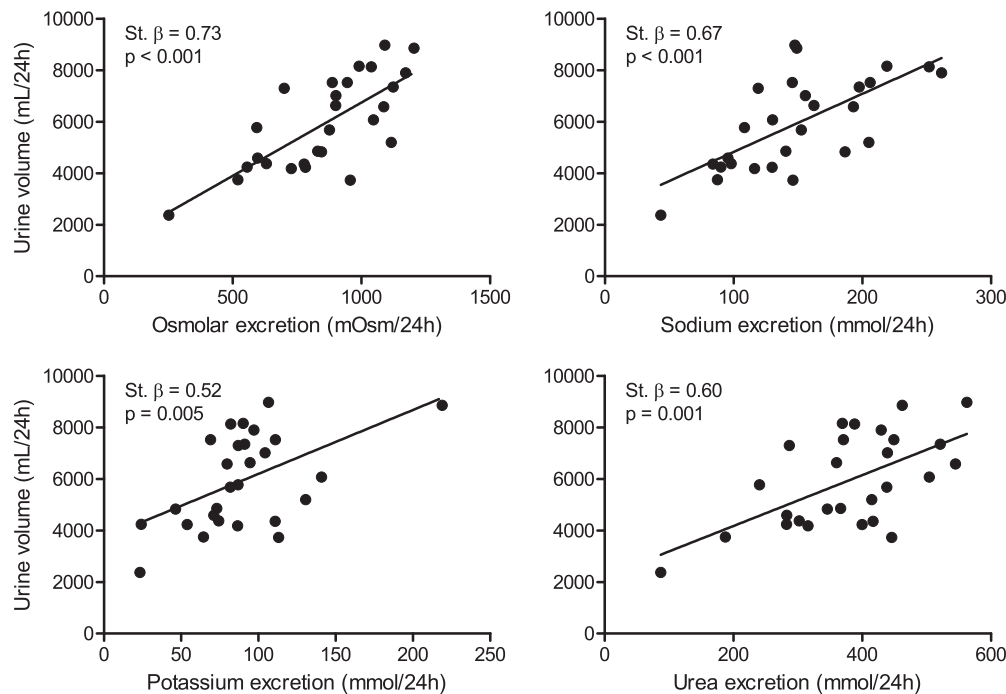 St. β = 0.73
p < 0.001
Urine volume (mL/24h)
10000
8000
6000
4000
2000
0
0 500 1000 1500
Osmolar excretion (mOsm/24h)
St. β = 0.67
p < 0.001
10000
8000
6000
4000
2000
0
0 100 200 300
Sodium excretion (mmol/24h)
St. β = 0.52
p = 0.005
Urine volume (mL/24h)
10000
8000
6000
4000
2000
0
0 50 100 150 200 250
Potassium excretion (mmol/24h)
St. β = 0.60
p = 0.001
10000
8000
6000
4000
2000
0
0 200 400 600
Urea excretion (mmol/24h)